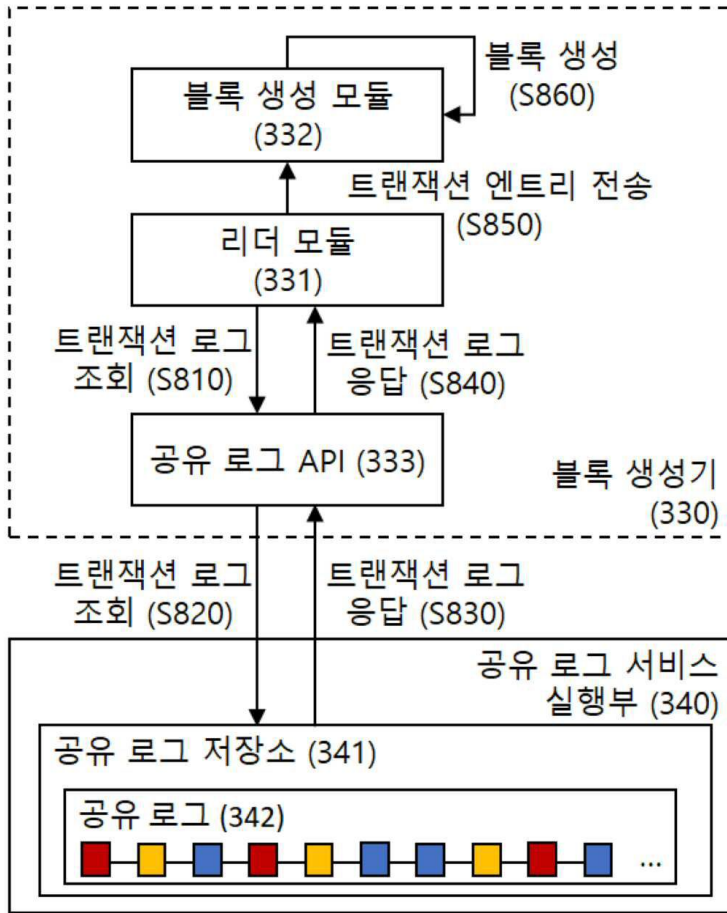 블록 생성
(S860)
블록 생성 모듈
(332)
트랜잭션 엔트리 전송
(S850)
리더 모듈
(331)
트랜잭션 로그
조회 (S810)
트랜잭션 로그
응답 (S840)
공유 로그 API (333)
블록 생성기
(330)
트랜잭션 로그
조회 (S820)
트랜잭션 로그
응답 (S830)
공유 로그 서비스
실행부 (340)
공유 로그 저장소 (341)
공유 로그 (342)
...